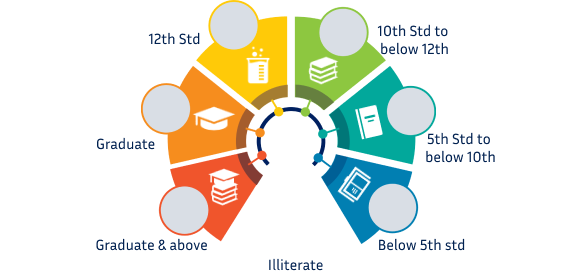 12th Std
10th Std to
below 12th
Graduate
5th Std to
below 10th
Graduate & above
Below 5th std
Illiterate